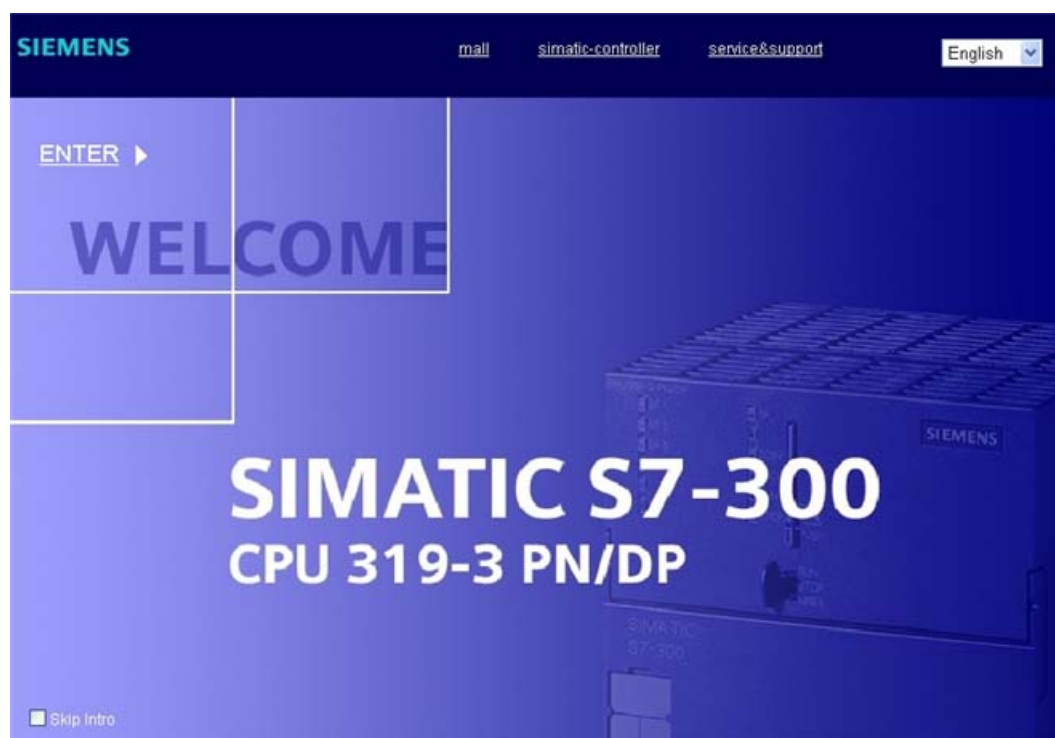 SIEMENS
mall simatic-controller service&support English
ENTER
WELCOME
SIEMENS
SIMATIC S7-300
CPU 319-3 PN/DP
SIMATIC
S7-300
Skip Intro